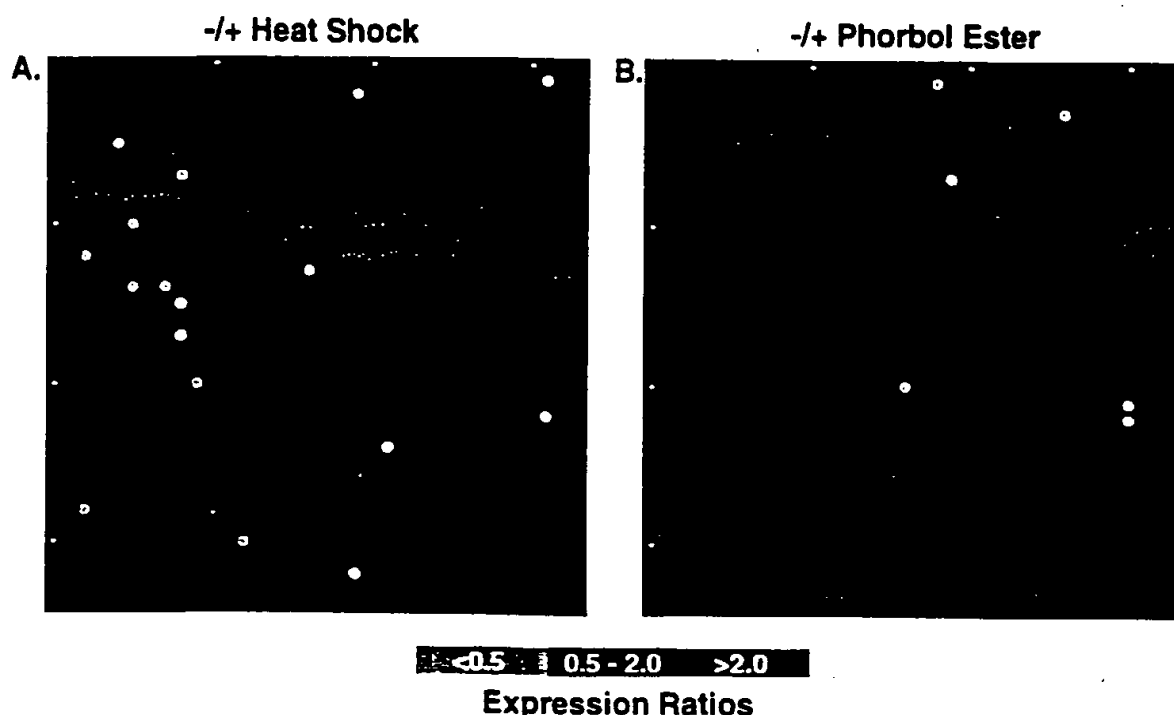 -/+ Heat Shock
-/+ Phorbol Ester
A.
B.
<0.5 0.5 - 2.0 >2.0
Expression Ratios